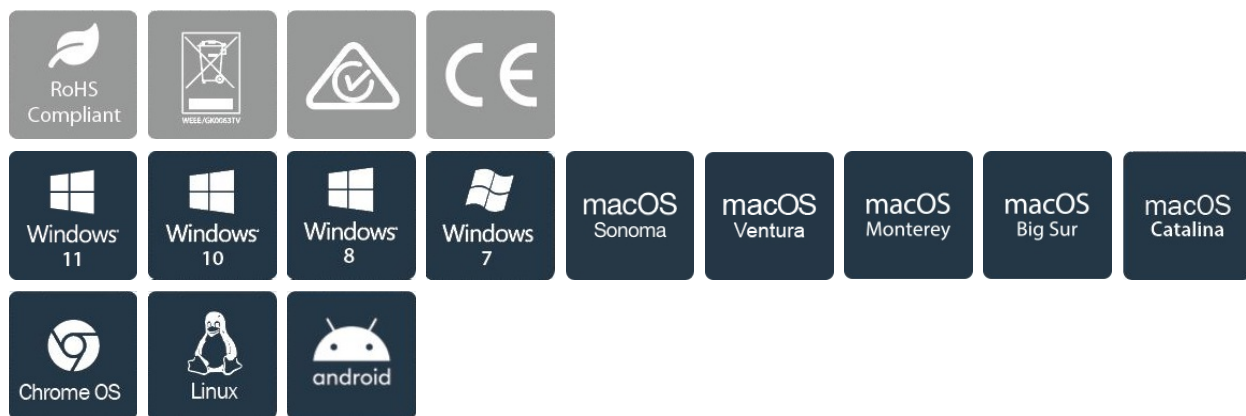 RoHS
Compliant
WEEE/GK0063TV
CE
Windows
11
Windows
10
Windows
8
Windows
7
macOS
Sonoma
macOS
Ventura
macOS
Monterey
macOS
Big Sur
macOS
Catalina
Chrome OS
Linux
android